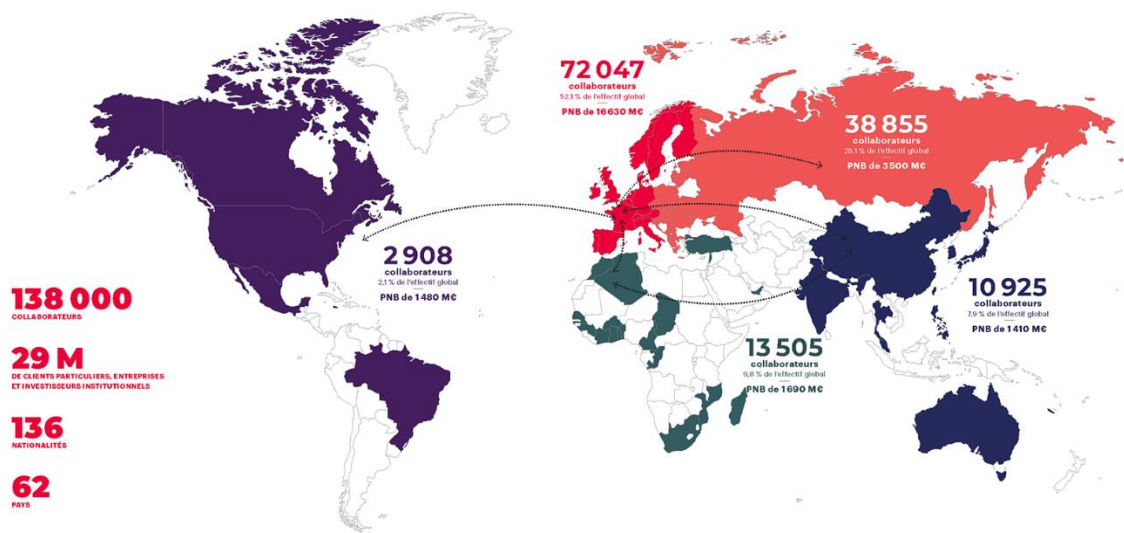 72 047
collaborateurs
52,1 % de l'effectif global
PNB de 16 630 M€
38 855
collaborateurs
28,1 % de l'effectif global
PNB de 3 500 M€
2 908
collaborateurs
2,1 % de l'effectif global
PNB de 1 480 M€
10 925
collaborateurs
7,9 % de l'effectif global
PNB de 1 410 M€
13 505
collaborateurs
9,8 % de l'effectif global
PNB de 1 690 M€
138 000
COLLABORATEURS
29 M
DE CLIENTS PARTICULIERS, ENTREPRISES
ET INVESTISSEURS INSTITUTIONNELS
136
NATIONALITÉS
62
PAYS